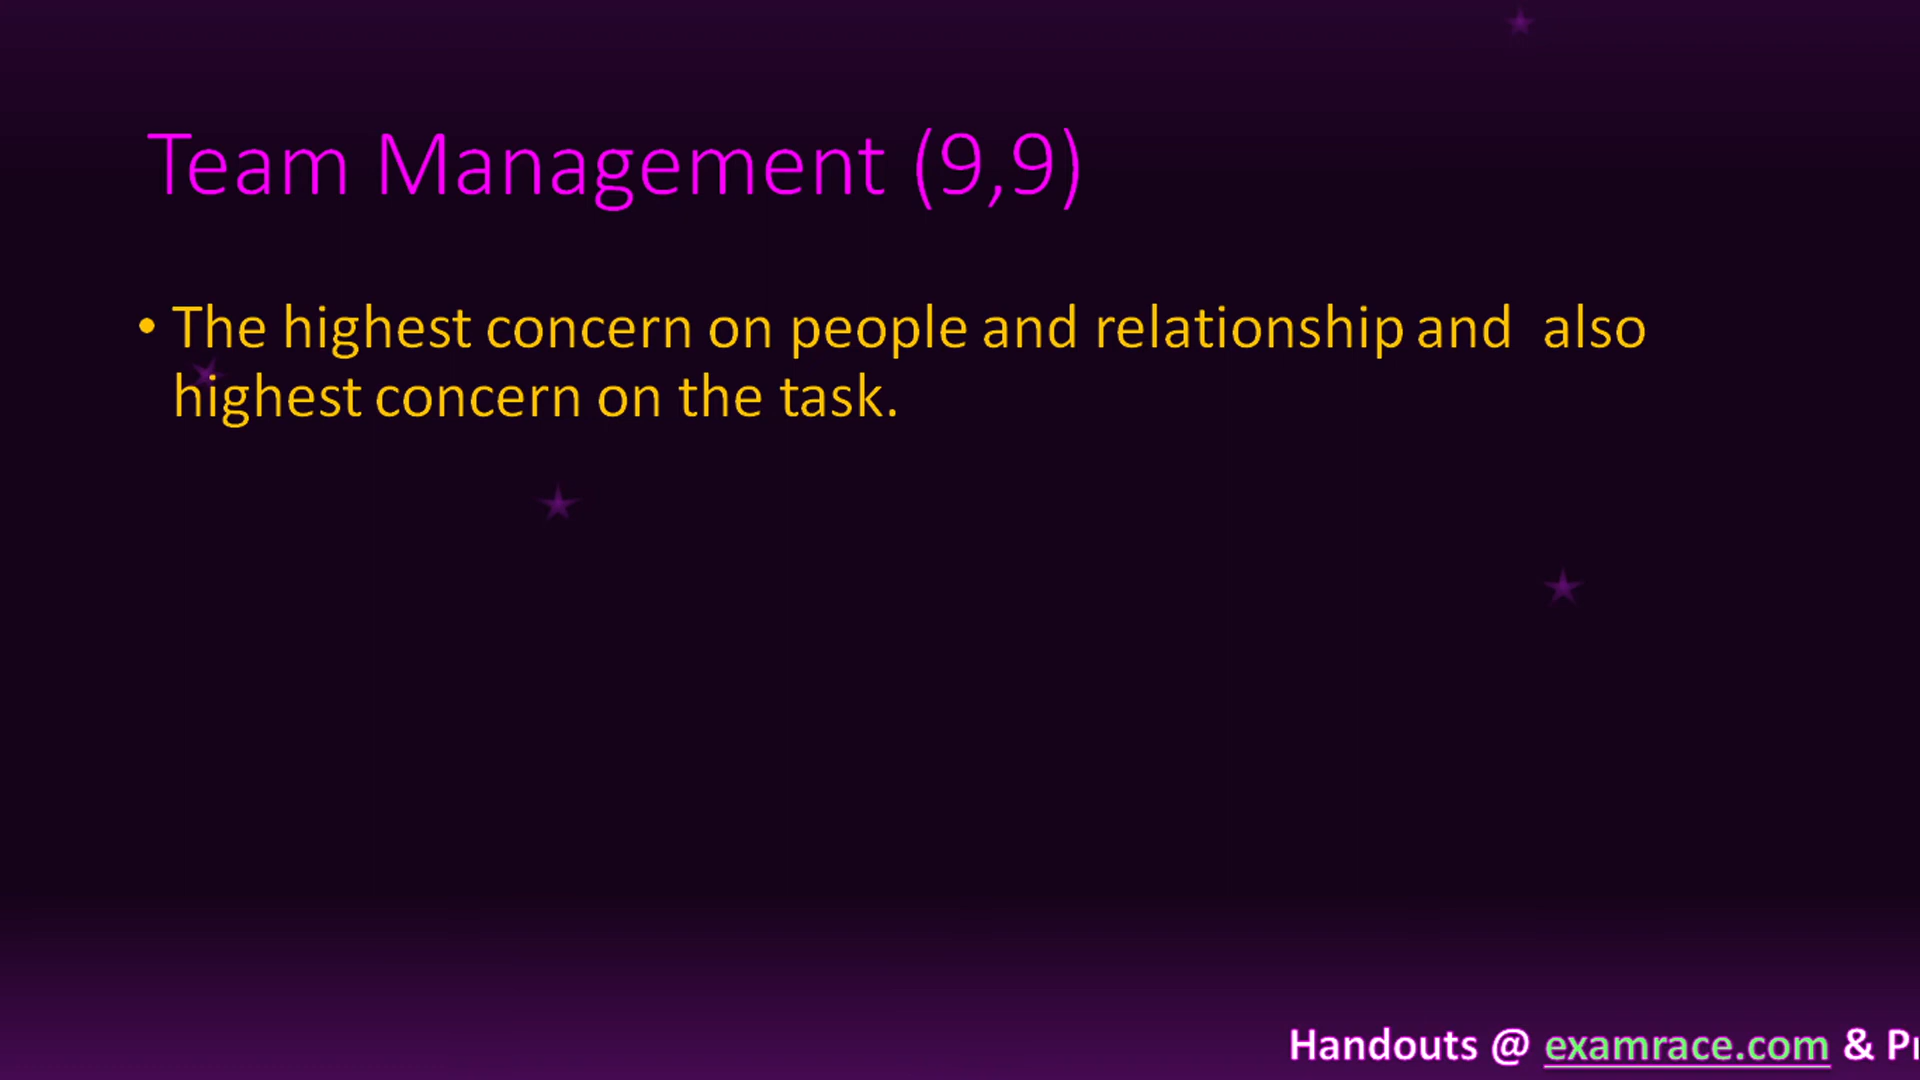 Team Management (9,9)
• The highest concern on people and relationship and also
highest concern on the task.
Handouts @ examrace.com &